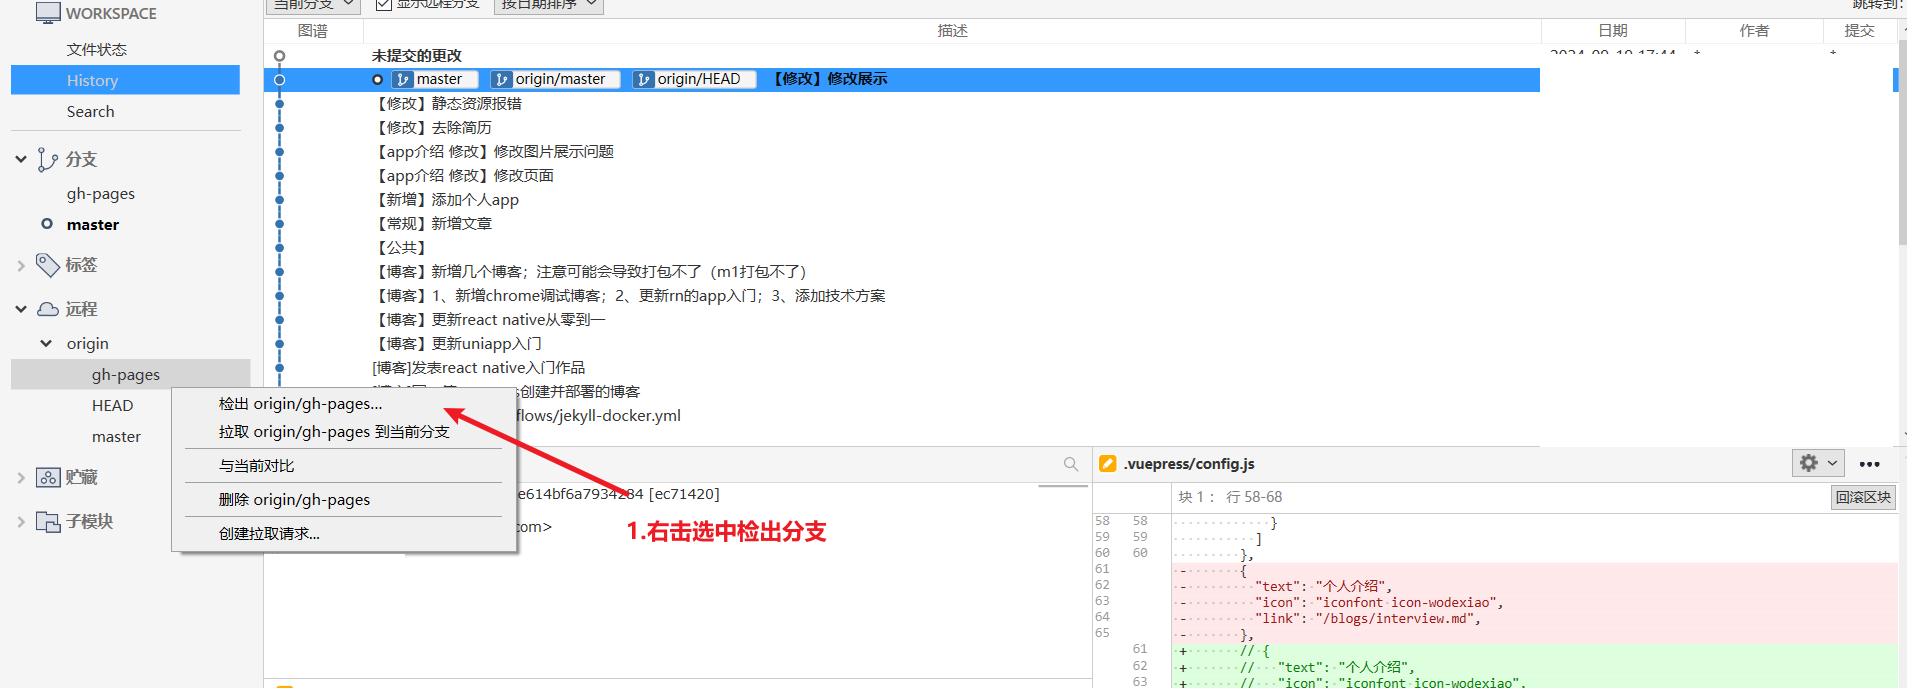 WORKSPACE
文件状态
History
Search
分支
gh-pages
master
标签
远程
origin
gh-pages
HEAD
master
贮藏
子模块
当前分支
显示远程分支
按日期排序
跳转到:
图谱
描述
日期
作者
提交
未提交的更改
2024-09-19 17:44
*
*
master
origin/master
origin/HEAD
【修改】修改展示
【修改】静态资源报错
【修改】去除简历
【app介绍 修改】修改图片展示问题
【app介绍 修改】修改页面
【新增】添加个人app
【常规】新增文章
【公共】
【博客】新增几个博客；注意可能会导致打包不了（m1打包不了）
【博客】1、新增chrome调试博客；2、更新rn的app入门；3、添加技术方案
【博客】更新react native从零到一
【博客】更新uniapp入门
[博客]发表react native入门作品
s创建并部署的博客
flows/jekyll-docker.yml
检出 origin/gh-pages...
拉取 origin/gh-pages 到当前分支
与当前对比
删除 origin/gh-pages
创建拉取请求...
e614bf6a7934284 [ec71420]
com>
1.右击选中检出分支
.vuepress/config.js
块 1： 行 58-68
回滚区块
58 58 }
59 59 ]
60 60 },
61 - {
62 - "text": "个人介绍",
63 - "icon": "iconfont icon-wodexiao",
64 - "link": "/blogs/interview.md",
65 - },
61 + // {
62 + // "text": "个人介绍",
63 + // "icon": "iconfont icon-wodexiao",